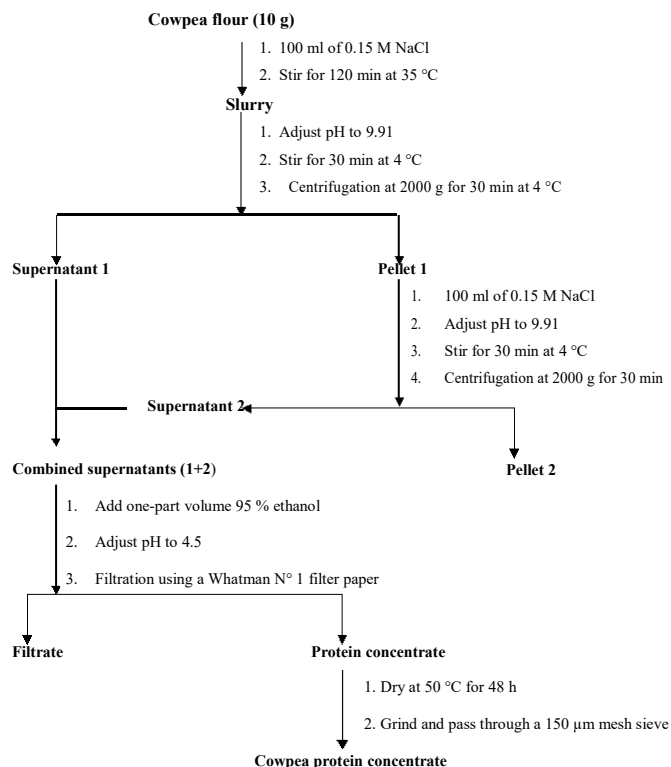 Cowpea flour (10 g)
1. 100 ml of 0.15 M NaCl
2. Stir for 120 min at 35 °C
Slurry
1. Adjust pH to 9.91
2. Stir for 30 min at 4 °C
3. Centrifugation at 2000 g for 30 min at 4 °C
Supernatant 1
Pellet 1
1. 100 ml of 0.15 M NaCl
2. Adjust pH to 9.91
3. Stir for 30 min at 4 °C
4. Centrifugation at 2000 g for 30 min
Supernatant 2
Combined supernatants (1+2)
Pellet 2
1. Add one-part volume 95 % ethanol
2. Adjust pH to 4.5
3. Filtration using a Whatman N° 1 filter paper
Filtrate
Protein concentrate
1. Dry at 50 °C for 48 h
2. Grind and pass through a 150 µm mesh sieve
Cowpea protein concentrate